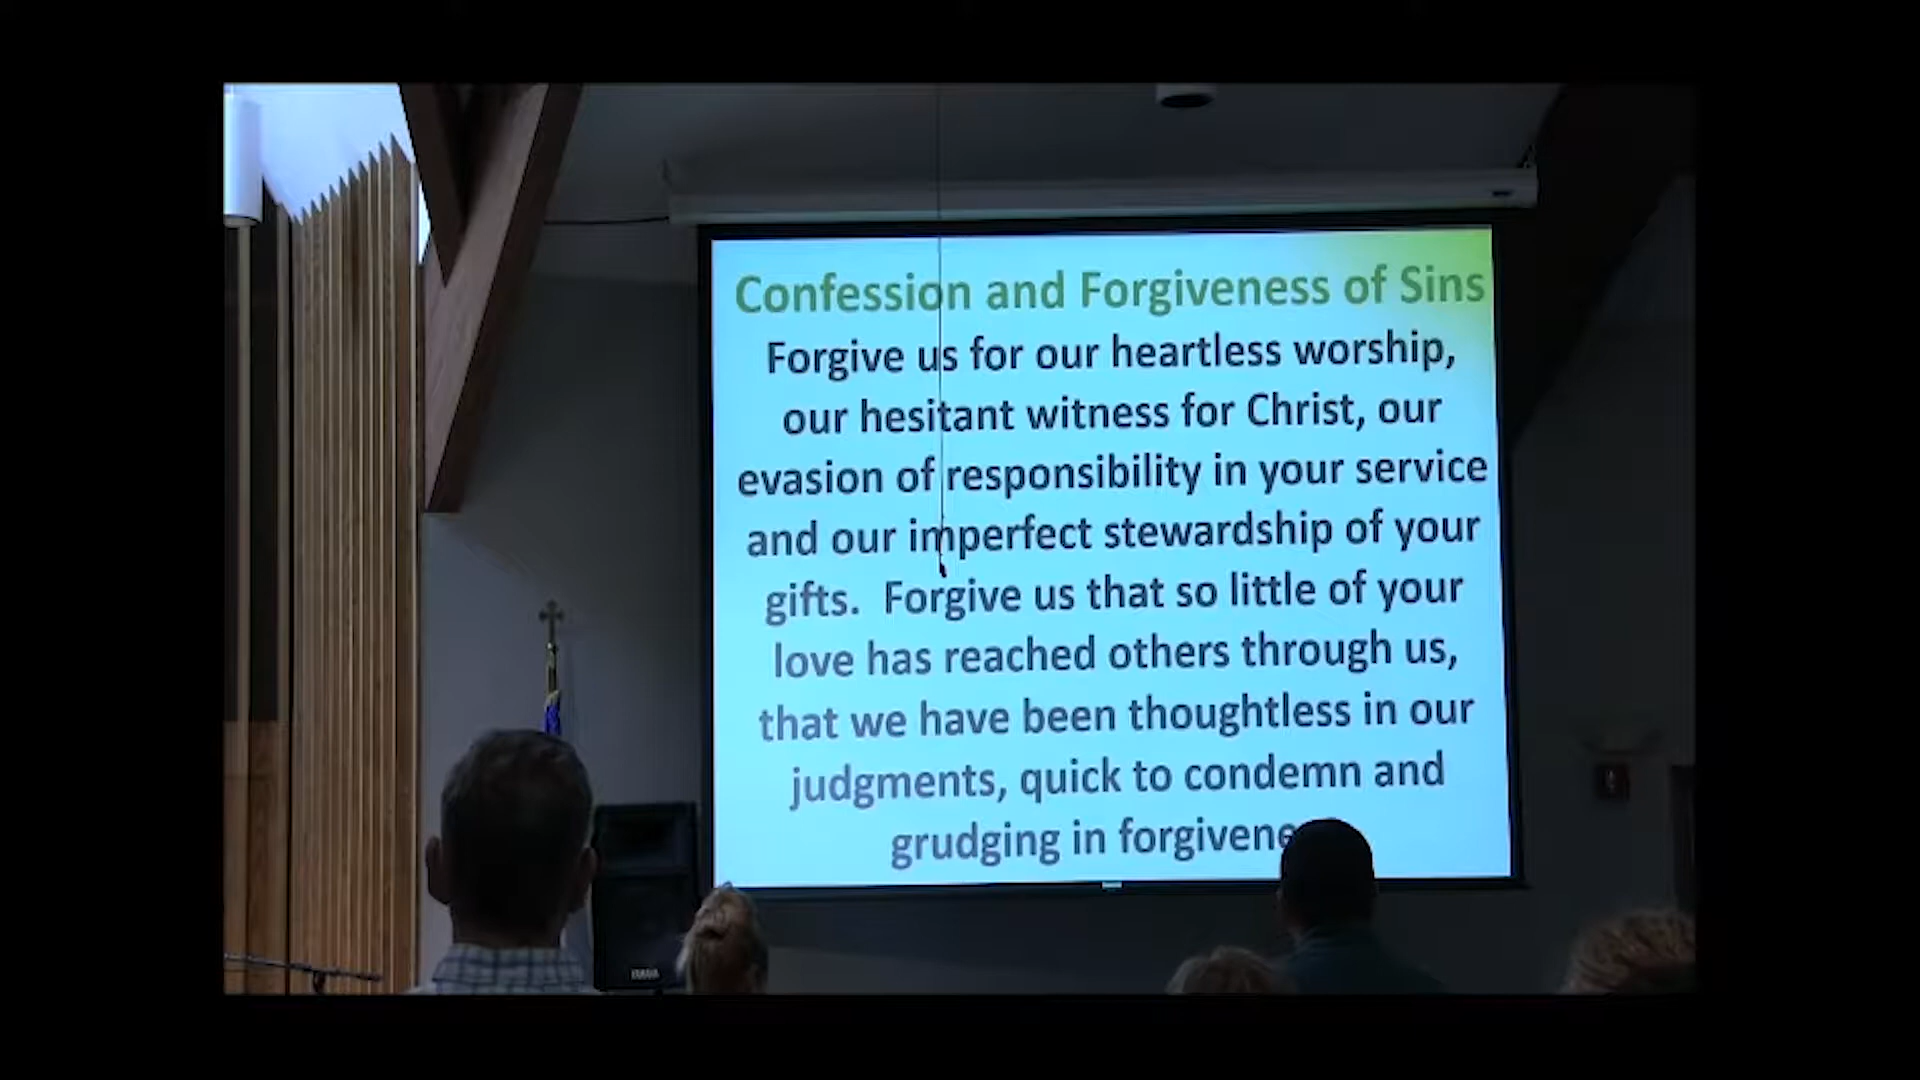 Confession and Forgiveness of Sins
Forgive us for our heartless worship,
our hesitant witness for Christ, our
evasion of responsibility in your service
and our imperfect stewardship of your
gifts. Forgive us that so little of your
love has reached others through us,
that we have been thoughtless in our
judgments, quick to condemn and
grudging in forgivene
YAMAHA